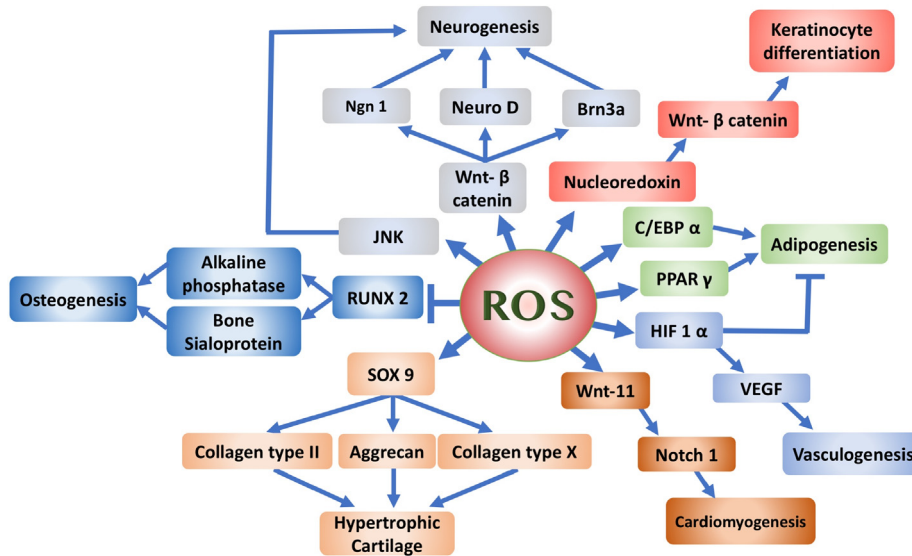 Neurogenesis
Keratinocyte
differentiation
Ngn 1
Neuro D
Brn3a
Wnt- β catenin
Wnt- β
catenin
Nucleoredoxin
JNK
C/EBP α
Adipogenesis
Alkaline
phosphatase
PPAR γ
Osteogenesis
RUNX 2
ROS
Bone
Sialoprotein
HIF 1 α
SOX 9
Wnt-11
VEGF
Collagen type II
Aggrecan
Collagen type X
Notch 1
Vasculogenesis
Hypertrophic
Cartilage
Cardiomyogenesis